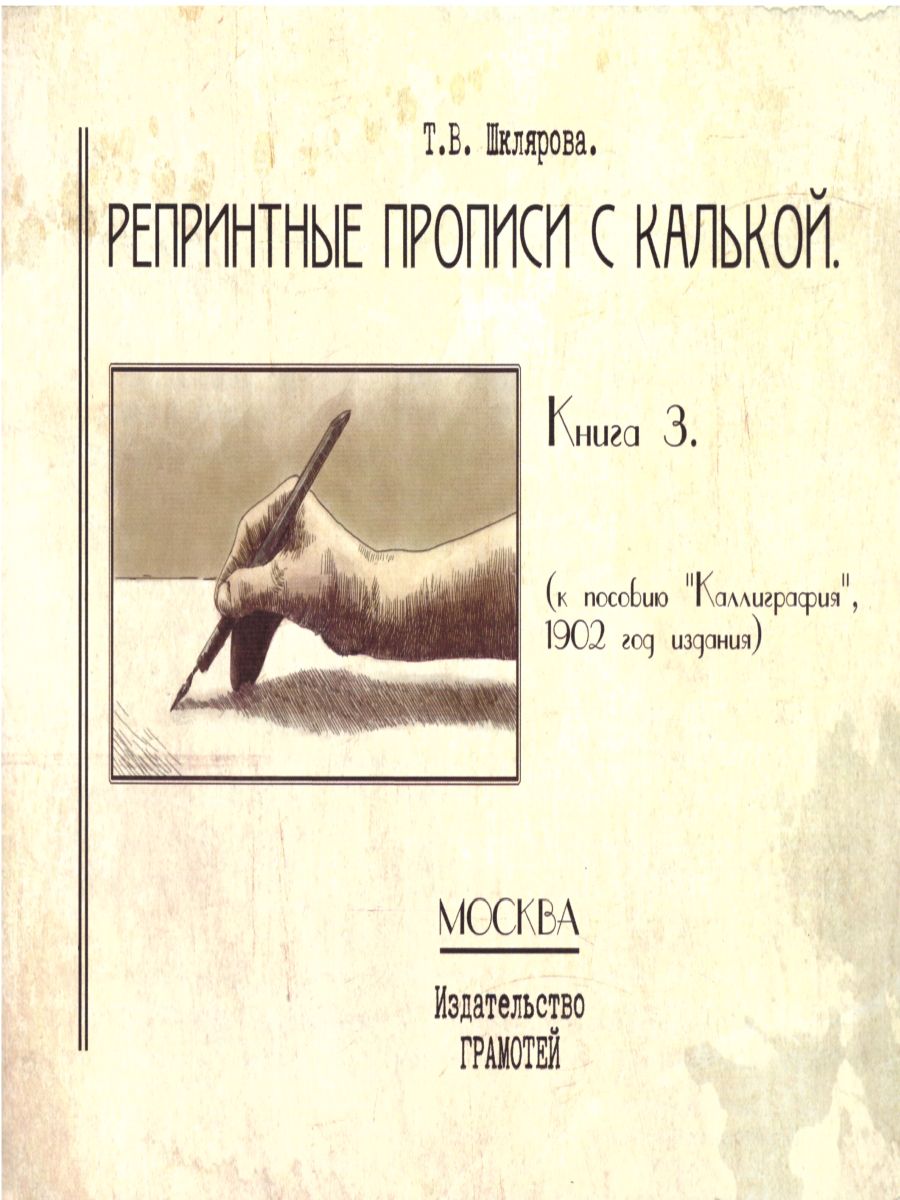 Т.В. Шклярова.
РЕПРИНТНЫЕ ПРОПИСИ С КАЛЬКОЙ.
Книга 3.
(к пособию "Каллиграфия",
1902 год издания)
МОСКВА
Издательство
ГРАМОТЕЙ